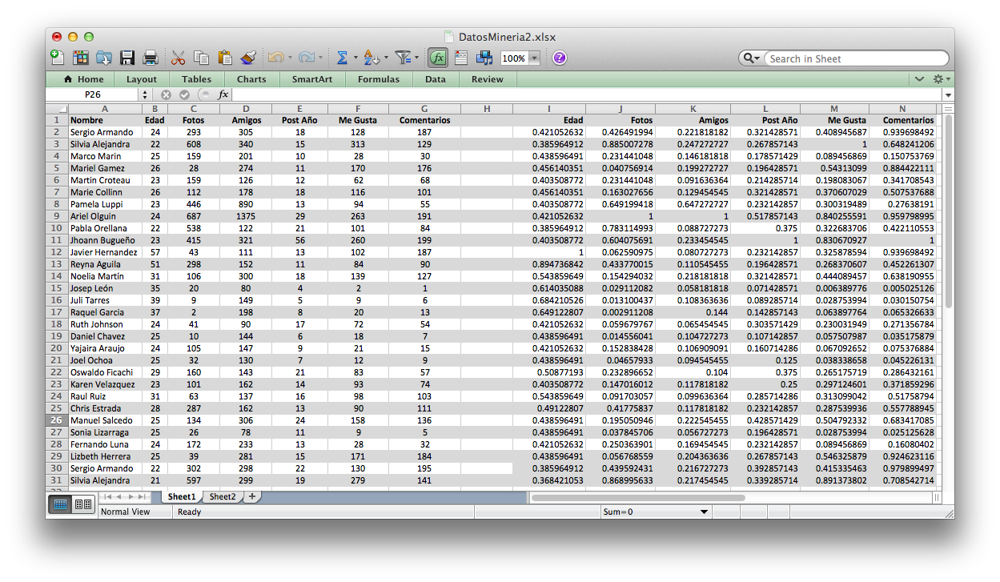 DatosMineria2.xlsx
100%
Search in Sheet
Home Layout Tables Charts SmartArt Formulas Data Review
P26 fx
A B C D E F G H I J K L M N
1 Nombre Edad Fotos Amigos Post Año Me Gusta Comentarios Edad Fotos Amigos Post Año Me Gusta Comentarios
2 Sergio Armando 24 293 305 18 128 187 0.421052632 0.426491994 0.221818182 0.321428571 0.408945687 0.939698492
3 Silvia Alejandra 22 608 340 15 313 129 0.385964912 0.885007278 0.247272727 0.267857143 1 0.648241206
4 Marco Marin 25 159 201 10 28 30 0.438596491 0.231441048 0.146181818 0.178571429 0.089456869 0.150753769
5 Mariel Gamez 26 28 274 11 170 176 0.456140351 0.040756914 0.199272727 0.196428571 0.54313099 0.884422111
6 Martin Croteau 23 159 126 12 62 68 0.403508772 0.231441048 0.091636364 0.214285714 0.198083067 0.341708543
7 Marie Collinn 26 112 178 18 116 101 0.456140351 0.163027656 0.129454545 0.321428571 0.370607029 0.507537688
8 Pamela Luppi 23 446 890 13 94 55 0.403508772 0.649199418 0.647272727 0.232142857 0.300319489 0.27638191
9 Ariel Olguin 24 687 1375 29 263 191 0.421052632 1 1 0.517857143 0.840255591 0.959798995
10 Pabla Orellana 22 538 122 21 101 84 0.385964912 0.783114993 0.088727273 0.375 0.322683706 0.422110553
11 Jhoann Bugueño 23 415 321 56 260 199 0.403508772 0.604075691 0.233454545 1 0.830670927 1
12 Javier Hernandez 57 43 111 13 102 187 1 0.062590975 0.080727273 0.232142857 0.325878594 0.939698492
13 Reyna Aguila 51 298 152 11 84 90 0.894736842 0.433770015 0.110545455 0.196428571 0.268370607 0.452261307
14 Noelia Martín 31 106 300 18 139 127 0.543859649 0.154294032 0.218181818 0.321428571 0.444089457 0.638190955
15 Josep León 35 20 80 4 2 1 0.614035088 0.029112082 0.058181818 0.071428571 0.006389776 0.005025126
16 Juli Tarres 39 9 149 5 9 6 0.684210526 0.013100437 0.108363636 0.089285714 0.028753994 0.030150754
17 Raquel Garcia 37 2 198 8 20 13 0.649122807 0.002911208 0.144 0.142857143 0.063897764 0.065326633
18 Ruth Johnson 24 41 90 17 72 54 0.421052632 0.059679767 0.065454545 0.303571429 0.230031949 0.271356784
19 Daniel Chavez 25 10 144 6 18 7 0.438596491 0.014556041 0.104727273 0.107142857 0.057507987 0.035175879
20 Yajaira Araujo 24 105 147 9 21 15 0.421052632 0.152838428 0.106909091 0.160714286 0.067092652 0.075376884
21 Joel Ochoa 25 32 130 7 12 9 0.438596491 0.04657933 0.094545455 0.125 0.038338658 0.045226131
22 Oswaldo Ficachi 29 160 143 21 83 57 0.50877193 0.232896652 0.104 0.375 0.265175719 0.286432161
23 Karen Velazquez 23 101 162 14 93 74 0.403508772 0.147016012 0.117818182 0.25 0.297124601 0.371859296
24 Raul Ruiz 31 63 137 16 98 103 0.543859649 0.091703057 0.099636364 0.285714286 0.313099042 0.51758794
25 Chris Estrada 28 287 162 13 90 111 0.49122807 0.41775837 0.117818182 0.232142857 0.287539936 0.557788945
26 Manuel Salcedo 25 134 306 24 158 136 0.438596491 0.195050946 0.222545455 0.428571429 0.504792332 0.683417085
27 Sonia Lizarraga 25 26 78 11 9 5 0.438596491 0.037845706 0.056727273 0.196428571 0.028753994 0.025125628
28 Fernando Luna 24 172 233 13 28 32 0.421052632 0.250363901 0.169454545 0.232142857 0.089456869 0.16080402
29 Lizbeth Herrera 25 39 281 15 171 184 0.438596491 0.056768559 0.204363636 0.267857143 0.546325879 0.924623116
30 Sergio Armando 22 302 298 22 130 195 0.385964912 0.439592431 0.216727273 0.392857143 0.415335463 0.979899497
31 Silvia Alejandra 21 597 299 19 279 141 0.368421053 0.868995633 0.217454545 0.339285714 0.891373802 0.708542714
Sheet1 Sheet2 +
Normal View Ready Sum=0